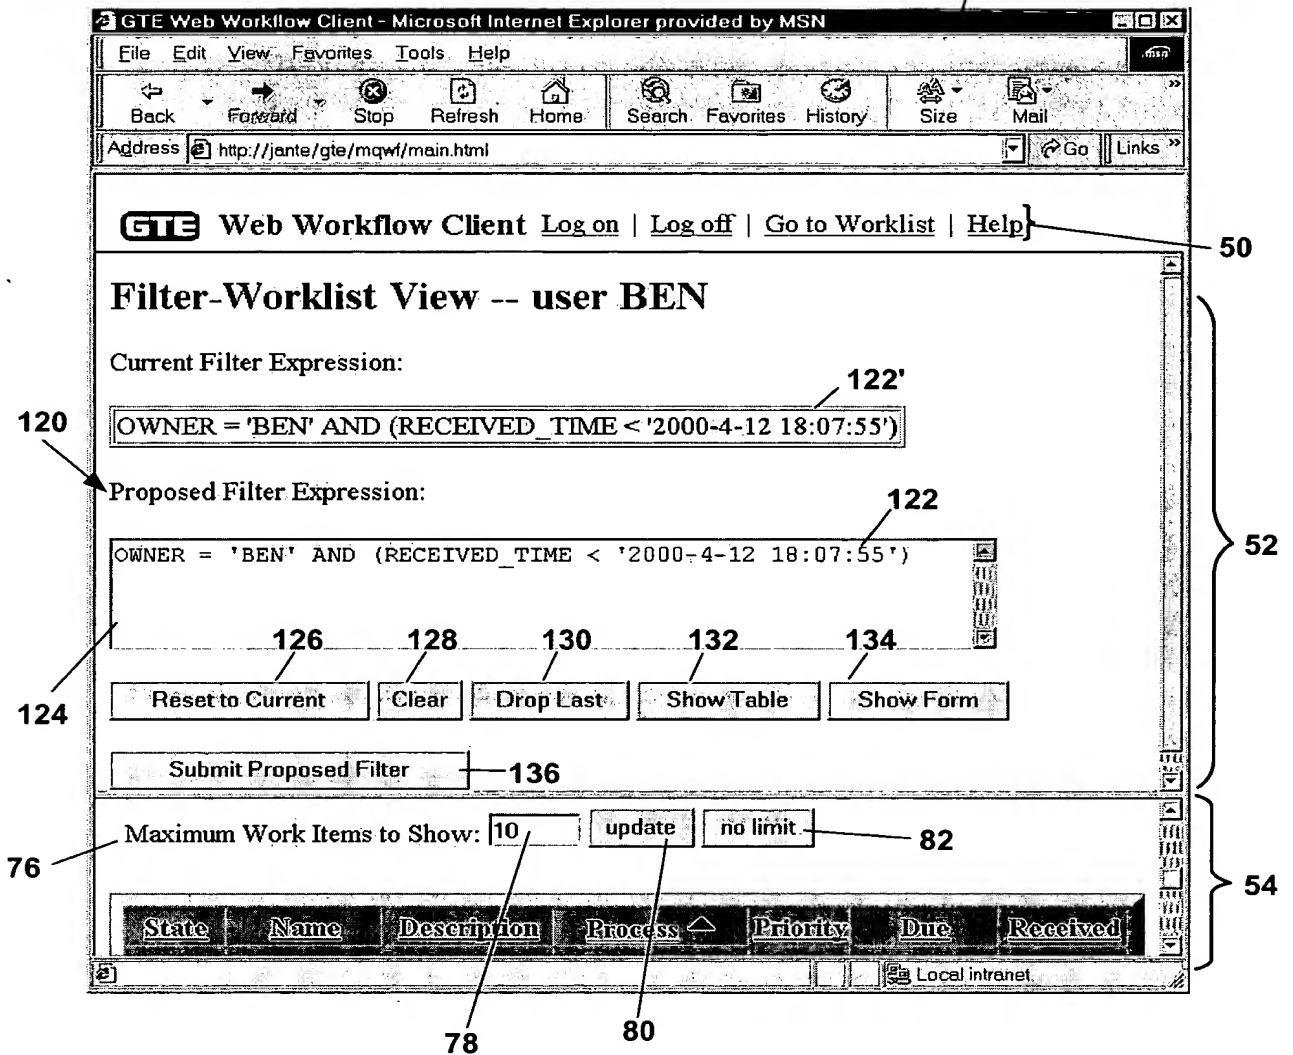 GTE Web Workflow Client - Microsoft Internet Explorer provided by MSN
File Edit View Favorites Tools Help
msn
Back Forward Stop Refresh Home Search Favorites History Size Mail »
Address http://jante/gte/mqwf/main.html Go Links »
GTE Web Workflow Client Log on | Log off | Go to Worklist | Help
50
Filter-Worklist View -- user BEN
Current Filter Expression:
122'
120
OWNER = 'BEN' AND (RECEIVED_TIME < '2000-4-12 18:07:55')
Proposed Filter Expression:
122
OWNER = 'BEN' AND (RECEIVED_TIME < '2000-4-12 18:07:55')
52
126 128 130 132 134
124
Reset to Current Clear Drop Last Show Table Show Form
Submit Proposed Filter 136
76
Maximum Work Items to Show: 10 update no limit
82
54
State Name Description Process Priority Due Received
Local intranet
78 80